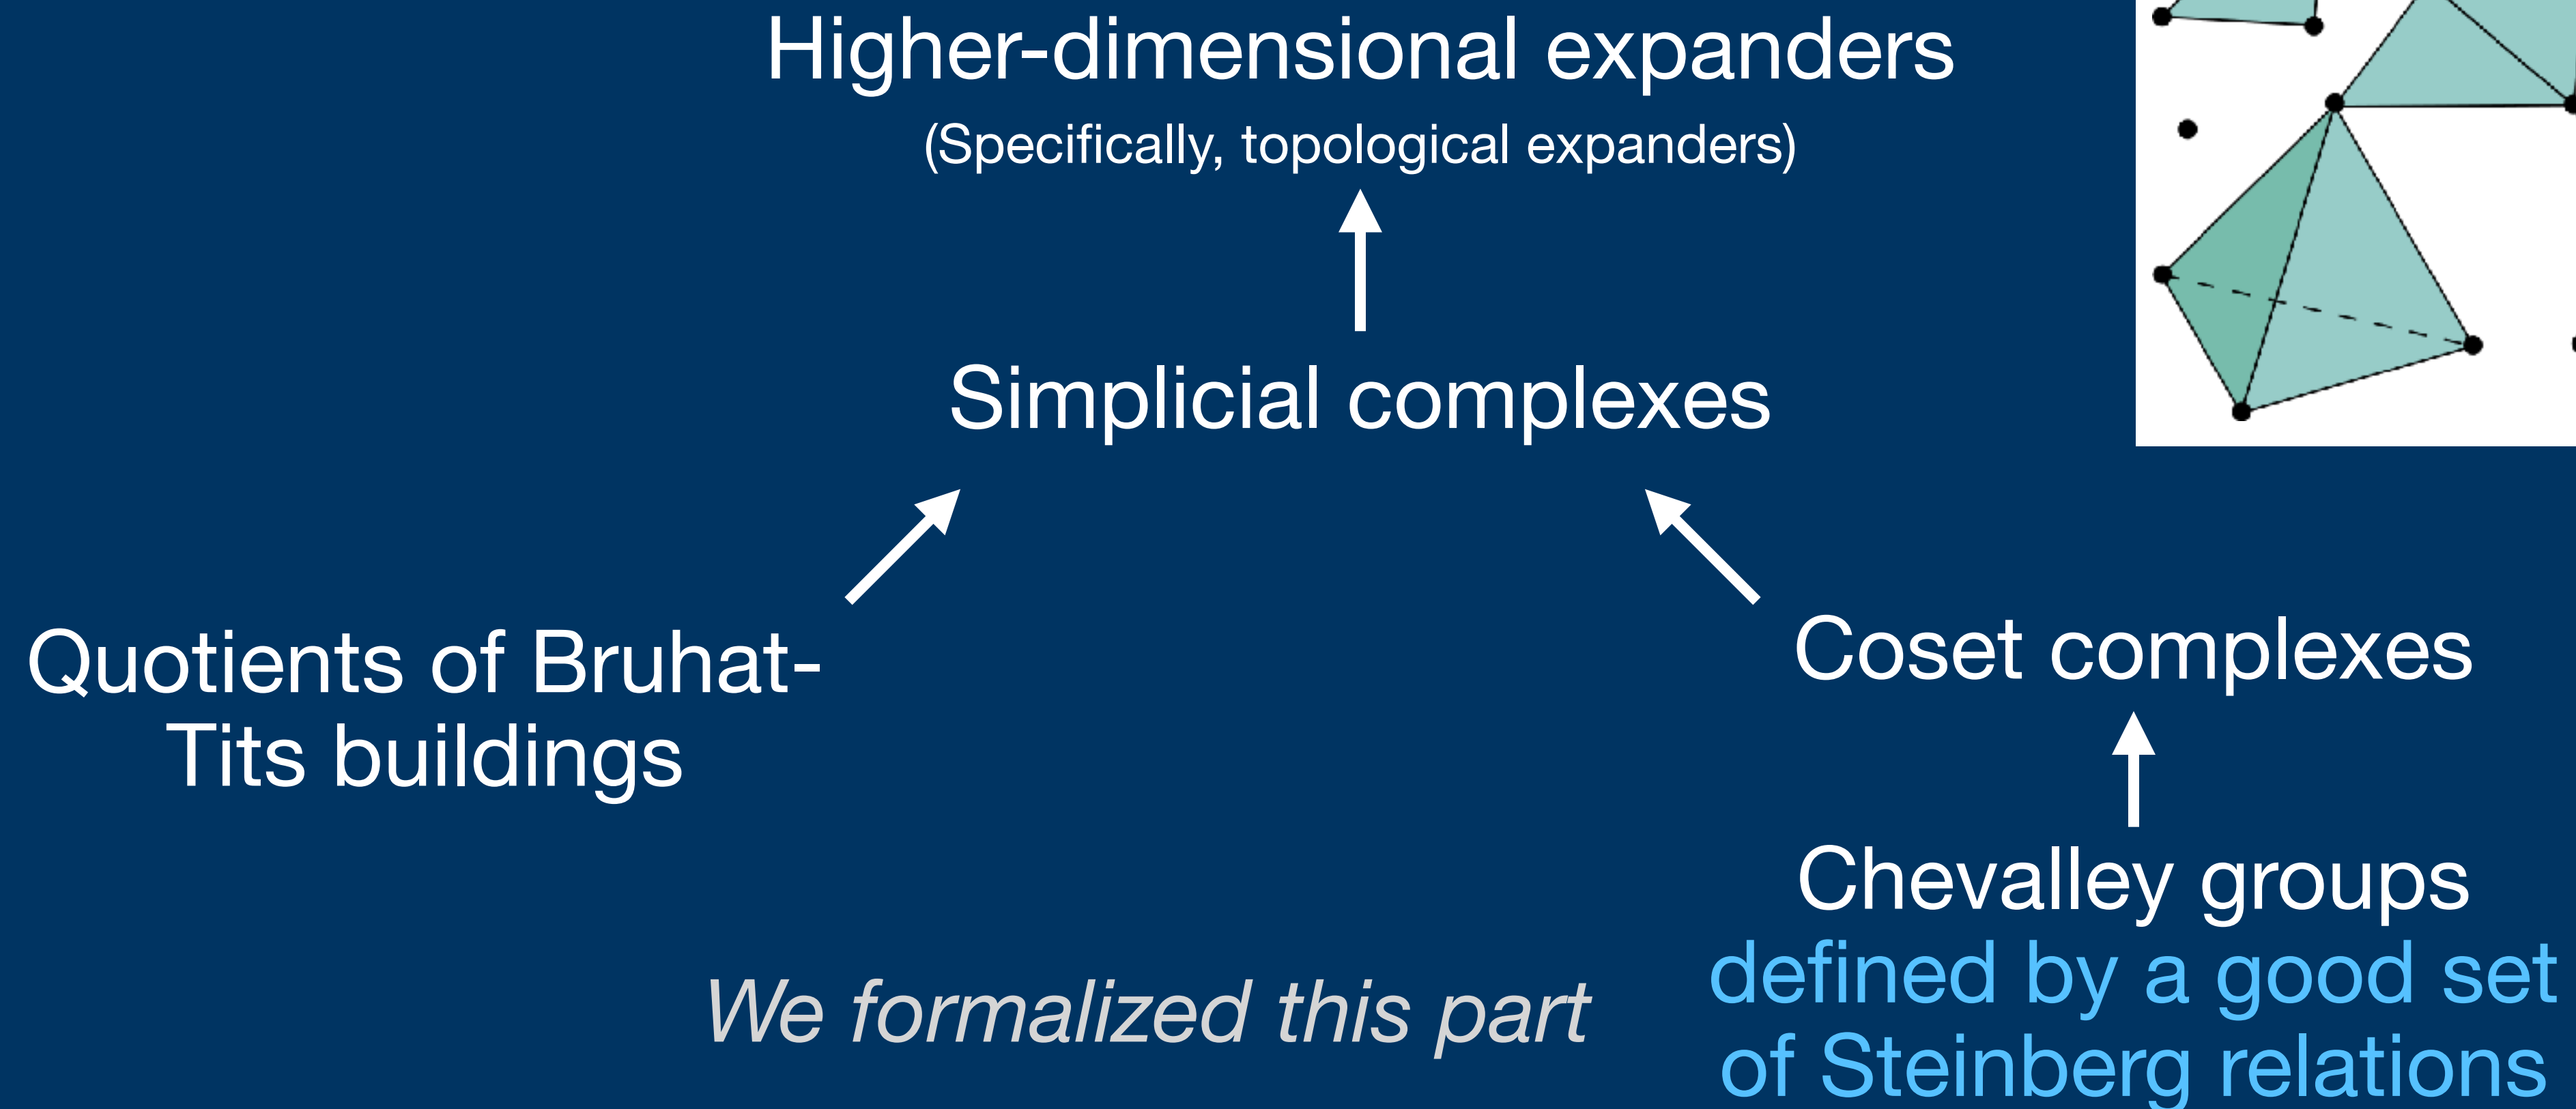 Higher-dimensional expanders
(Specifically, topological expanders)
Simplicial complexes
Quotients of Bruhat-
Tits buildings
Coset complexes
Chevalley groups
defined by a good set
of Steinberg relations
We formalized this part